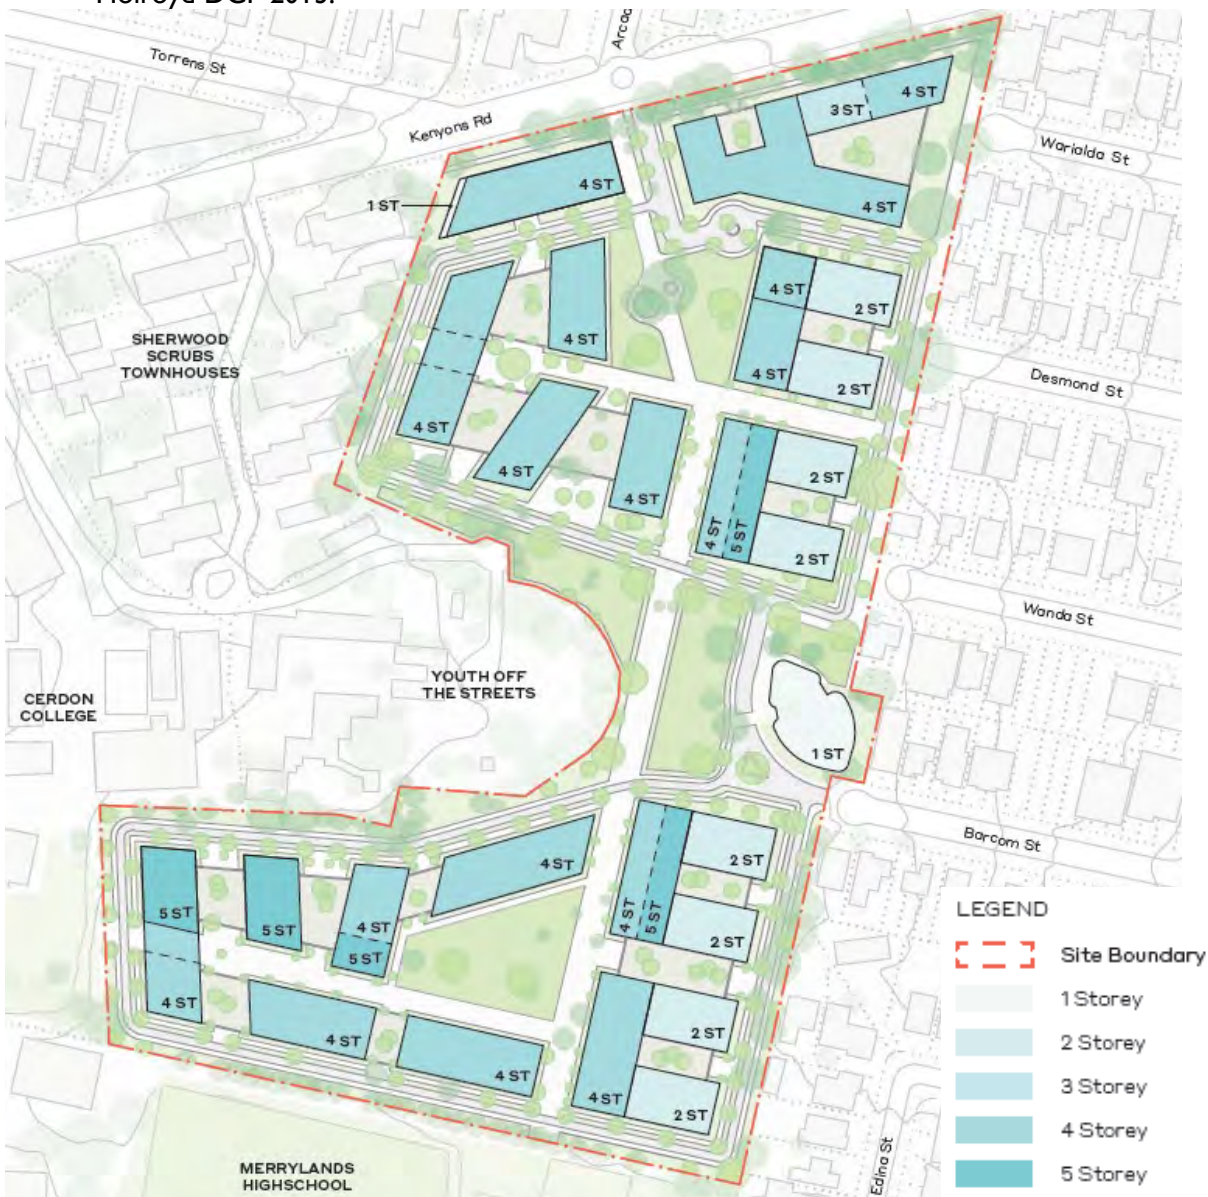 Holroyd DCP 2013.
Torrens St
Arcad
Kenyons Rd
3 ST
4 ST
Warialda St
4 ST
1 ST
4 ST
4 ST
2 ST
4 ST
SHERWOOD
SCRUBS
TOWNHOUSES
4 ST
2 ST
Desmond St
4 ST
4 ST
4 ST
2 ST
4 ST
5 ST
2 ST
Wanda St
YOUTH OFF
THE STREETS
CERDON
COLLEGE
1 ST
Barcom St
4 ST
2 ST
5 ST
5 ST
4 ST
5 ST
4 ST
5 ST
2 ST
4 ST
4 ST
4 ST
2 ST
4 ST
2 ST
MERRYLANDS
HIGHSCHOOL
Edina St
LEGEND
Site Boundary
1 Storey
2 Storey
3 Storey
4 Storey
5 Storey